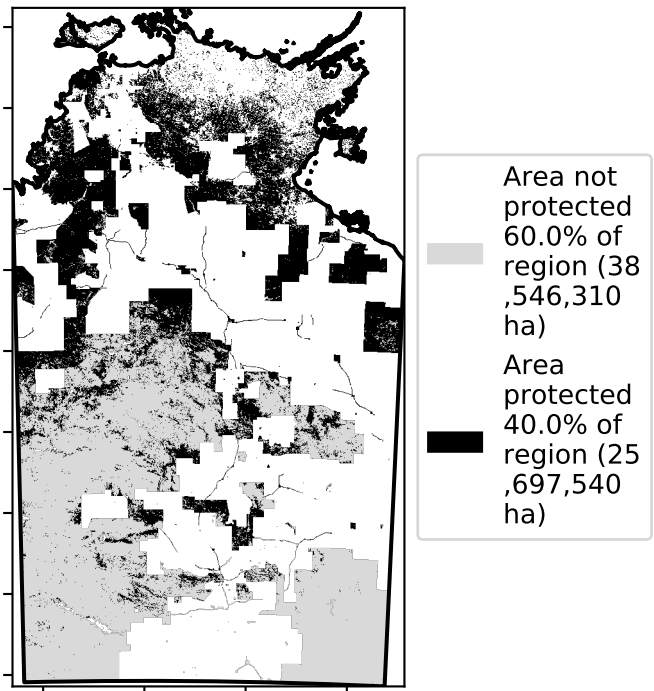 Area not
protected
60.0% of
region (38
,546,310
ha)
Area
protected
40.0% of
region (25
,697,540
ha)